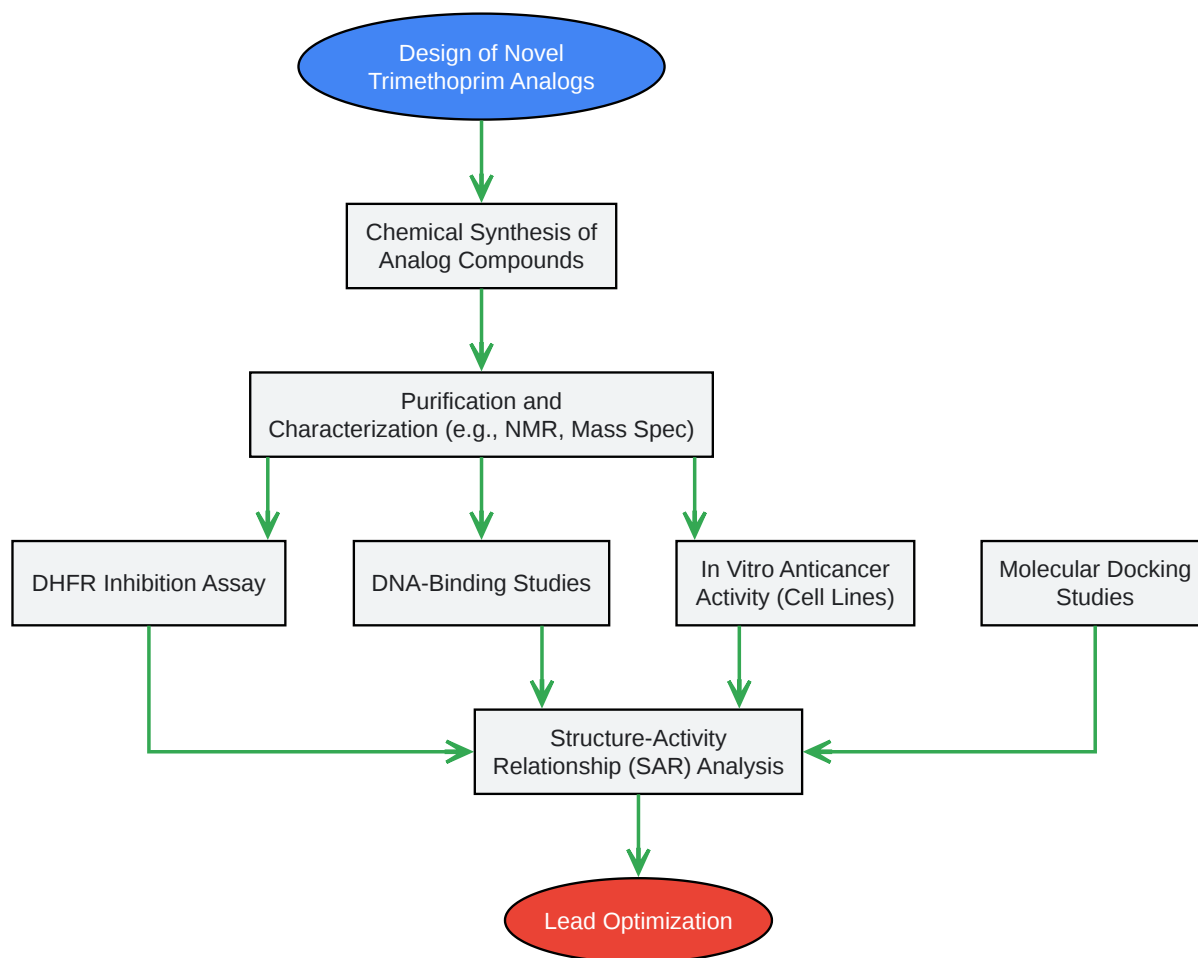 Design of Novel
Trimethoprim Analogs
Chemical Synthesis of
Analog Compounds
Purification and
Characterization (e.g., NMR, Mass Spec)
DHFR Inhibition Assay
DNA-Binding Studies
In Vitro Anticancer
Activity (Cell Lines)
Molecular Docking
Studies
Structure-Activity
Relationship (SAR) Analysis
Lead Optimization